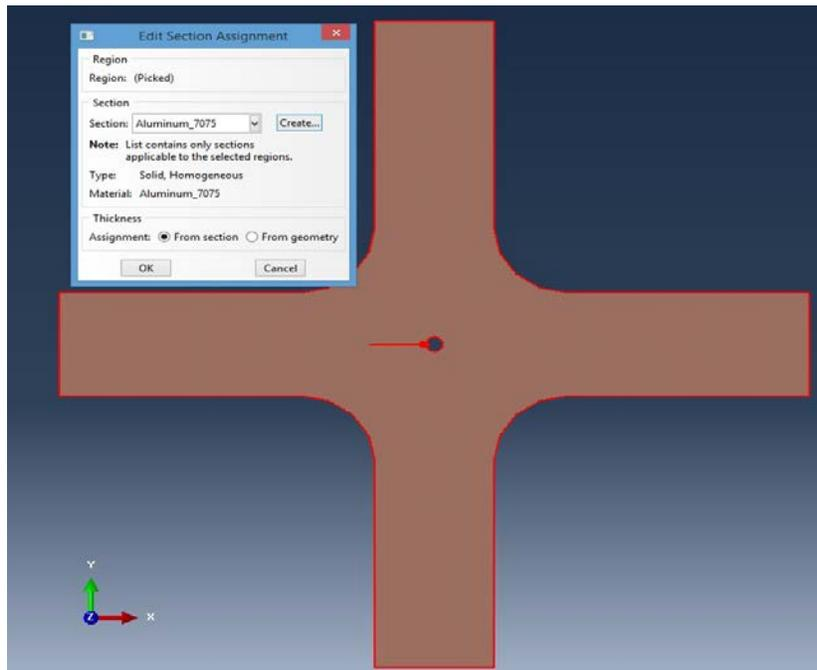 Edit Section Assignment
Region
Region: (Picked)
Section
Section: Aluminum_7075 Create...
Note: List contains only sections
applicable to the selected regions.
Type: Solid, Homogeneous
Material: Aluminum_7075
Thickness
Assignment: From section From geometry
OK Cancel
Y
Z X